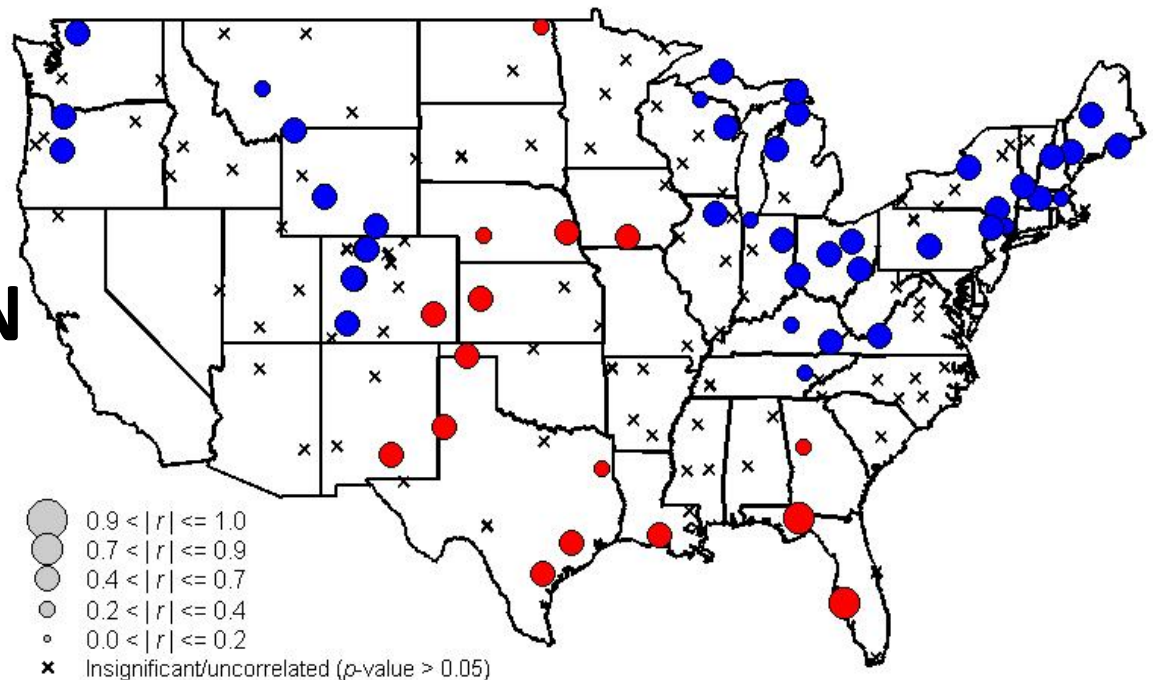 N
0.9 < | r | <= 1.0
0.7 < | r | <= 0.9
0.4 < | r | <= 0.7
0.2 < | r | <= 0.4
0.0 < | r | <= 0.2
Insignificant/uncorrelated (p-value > 0.05)